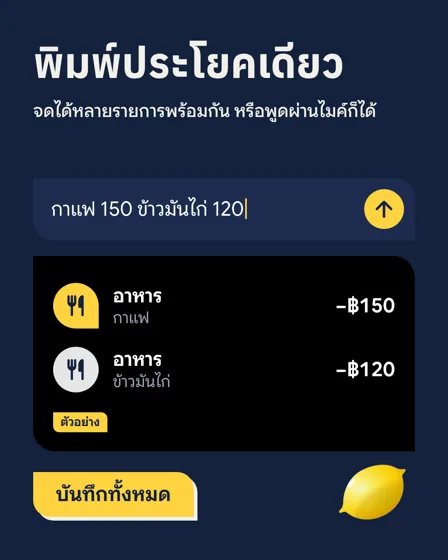 พิมพ์ประโยคเดียว
จดได้หลายรายการพร้อมกัน หรือพูดผ่านไมค์ก็ได้
กาแฟ 150 ข้าวมันไก่ 120
อาหาร
กาแฟ
-฿150
อาหาร
ข้าวมันไก่
-฿120
ตัวอย่าง
บันทึกทั้งหมด